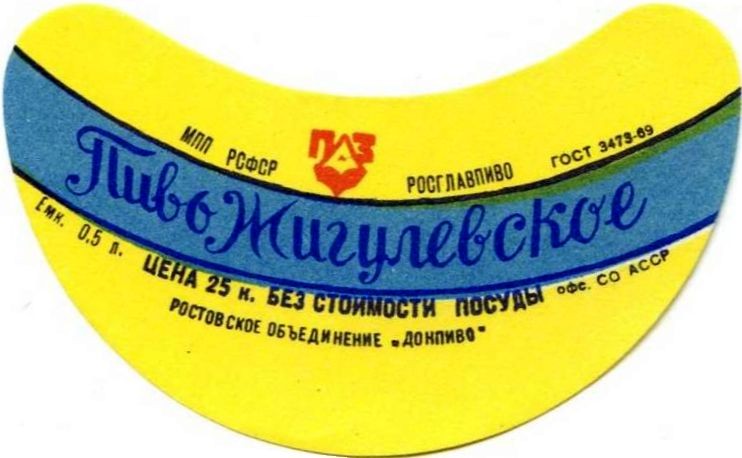 МПП РСФСР ПАЗ РОСГЛАВПИВО ГОСТ 3473-69
Пиво Жигулевское
Емк. 0,5 л. ЦЕНА 25 к. БЕЗ СТОИМОСТИ ПОСУДЫ офс. СО АССР
РОСТОВСКОЕ ОБЪЕДИНЕНИЕ „ДОНПИВО"